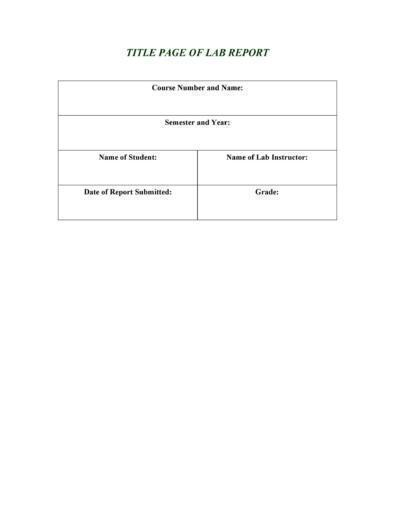 TITLE PAGE OF LAB REPORT
Course Number and Name:
Semester and Year:
Name of Student:
Name of Lab Instructor:
Date of Report Submitted:
Grade: